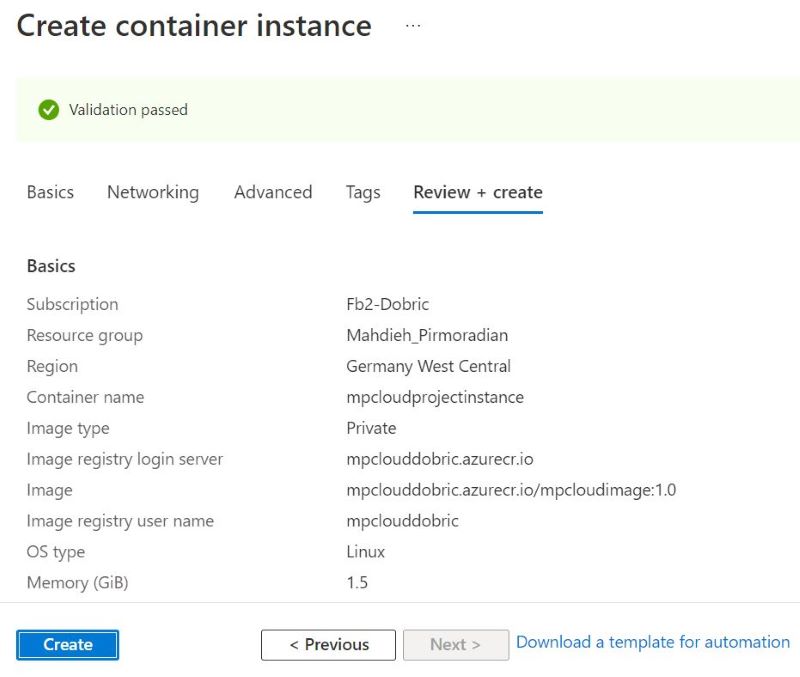 Create container instance ...
Validation passed
Basics Networking Advanced Tags Review + create
Basics
Subscription Fb2-Dobric
Resource group Mahdieh_Pirmoradian
Region Germany West Central
Container name mpcloudprojectinstance
Image type Private
Image registry login server mpclouddobric.azurecr.io
Image mpclouddobric.azurecr.io/mpcloudimage:1.0
Image registry user name mpclouddobric
OS type Linux
Memory (GiB) 1.5
Create < Previous Next > Download a template for automation